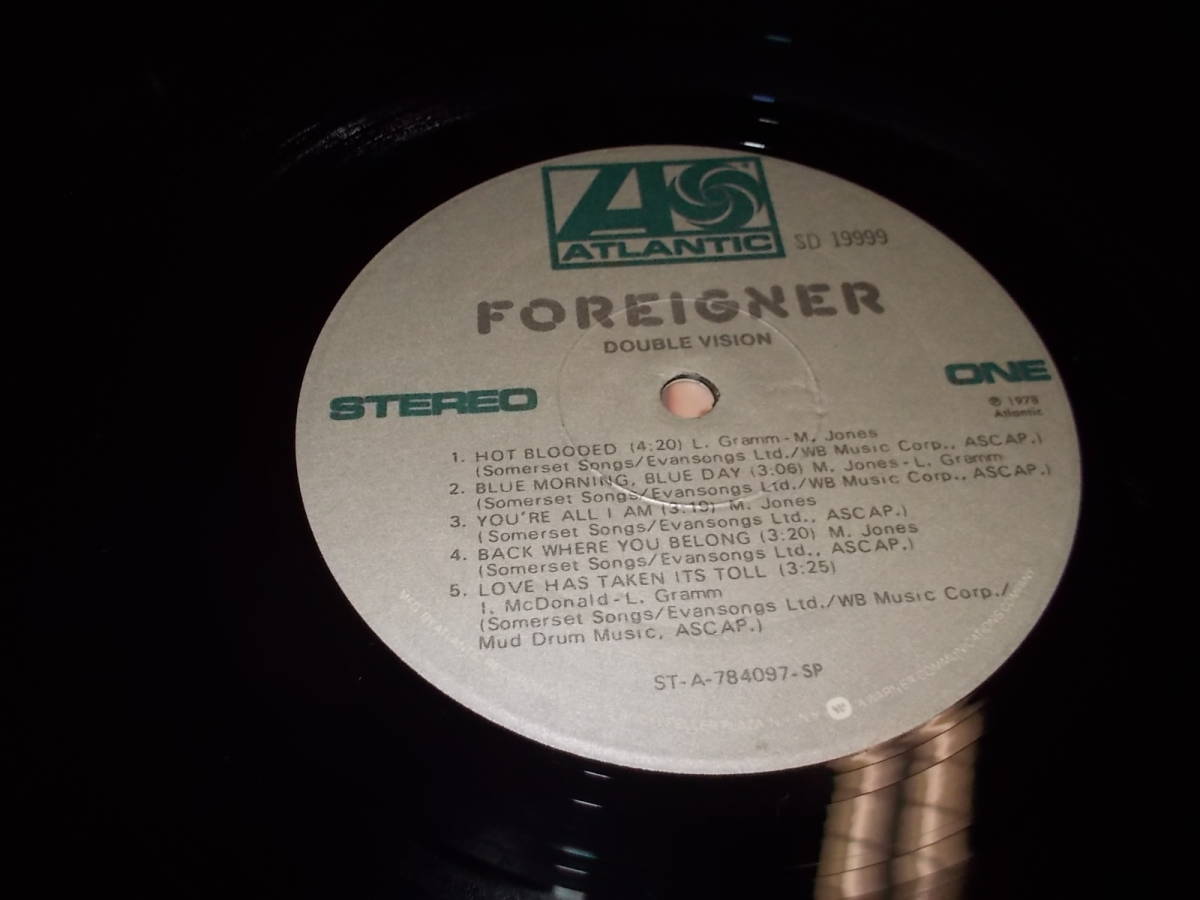 ATLANTIC
SD 19999
FOREIGNER
DOUBLE VISION
STEREO
ONE
℗ 1978
Atlantic
1. HOT BLOODED (4:20) L. Gramm-M. Jones
(Somerset Songs/Evansongs Ltd./WB Music Corp., ASCAP.)
2. BLUE MORNING, BLUE DAY (3:06) M. Jones-L. Gramm
(Somerset Songs/Evansongs Ltd./WB Music Corp., ASCAP.)
3. YOU'RE ALL I AM (3:19) M. Jones
(Somerset Songs/Evansongs Ltd., ASCAP.)
4. BACK WHERE YOU BELONG (3:20) M. Jones
(Somerset Songs/Evansongs Ltd., ASCAP.)
5. LOVE HAS TAKEN ITS TOLL (3:25)
I. McDonald-L. Gramm
(Somerset Songs/Evansongs Ltd./WB Music Corp./
Mud Drum Music, ASCAP.)
ST-A-784097-SP
A WARNER COMMUNICATIONS COMPANY